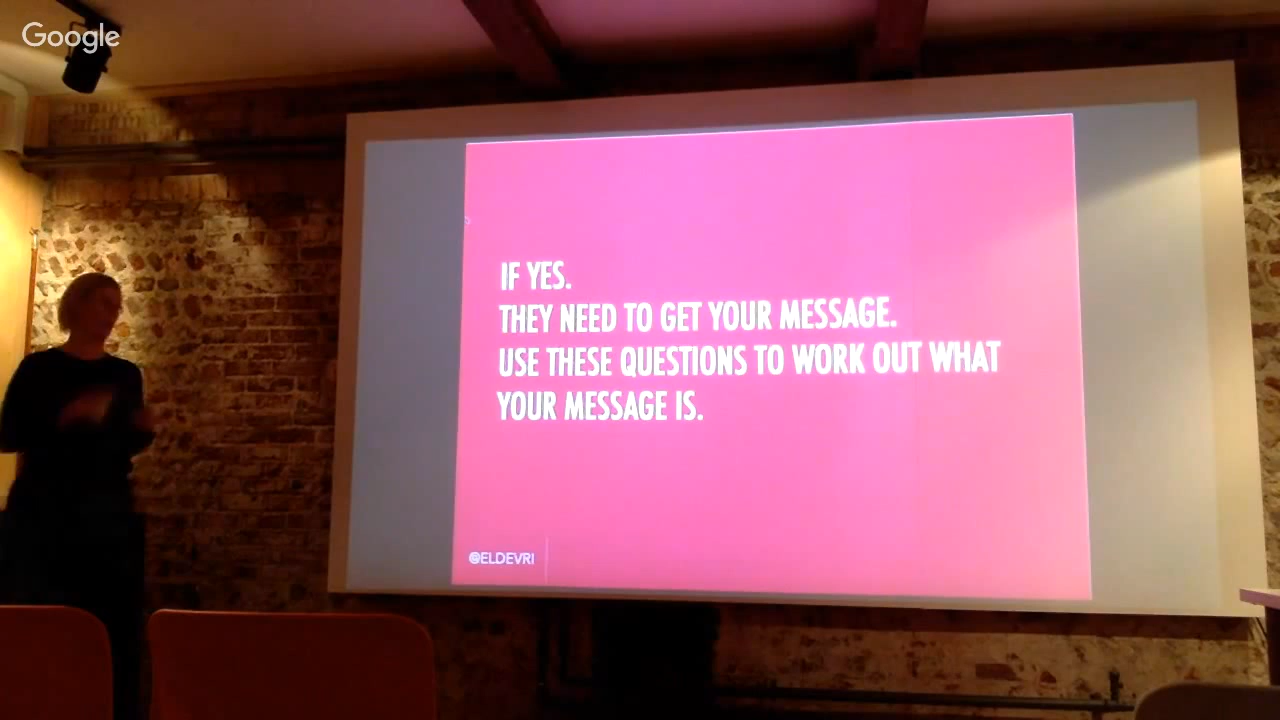 Google
IF YES.
THEY NEED TO GET YOUR MESSAGE.
USE THESE QUESTIONS TO WORK OUT WHAT
YOUR MESSAGE IS.
@ELDEVRI